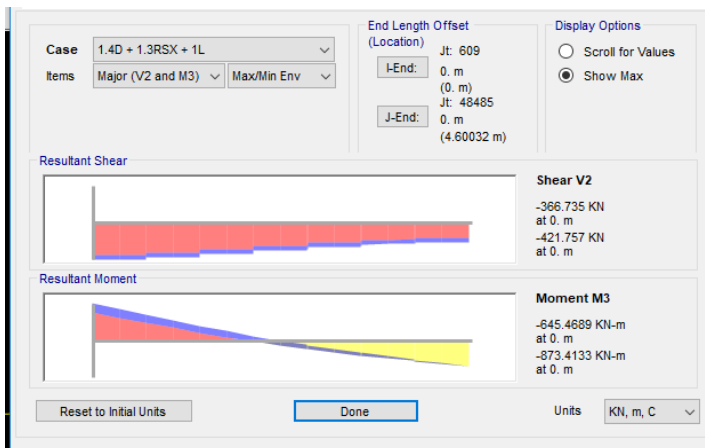 End Length Offset
(Location)
Display Options
Case 1.4D + 1.3RSX + 1L
Items Major (V2 and M3) Max/Min Env
Jt: 609
I-End: 0. m
(0. m)
Jt: 48485
J-End: 0. m
(4.60032 m)
Scroll for Values
Show Max
Resultant Shear
Shear V2
-366.735 KN
at 0. m
-421.757 KN
at 0. m
Resultant Moment
Moment M3
-645.4689 KN-m
at 0. m
-873.4133 KN-m
at 0. m
Reset to Initial Units
Done
Units KN, m, C